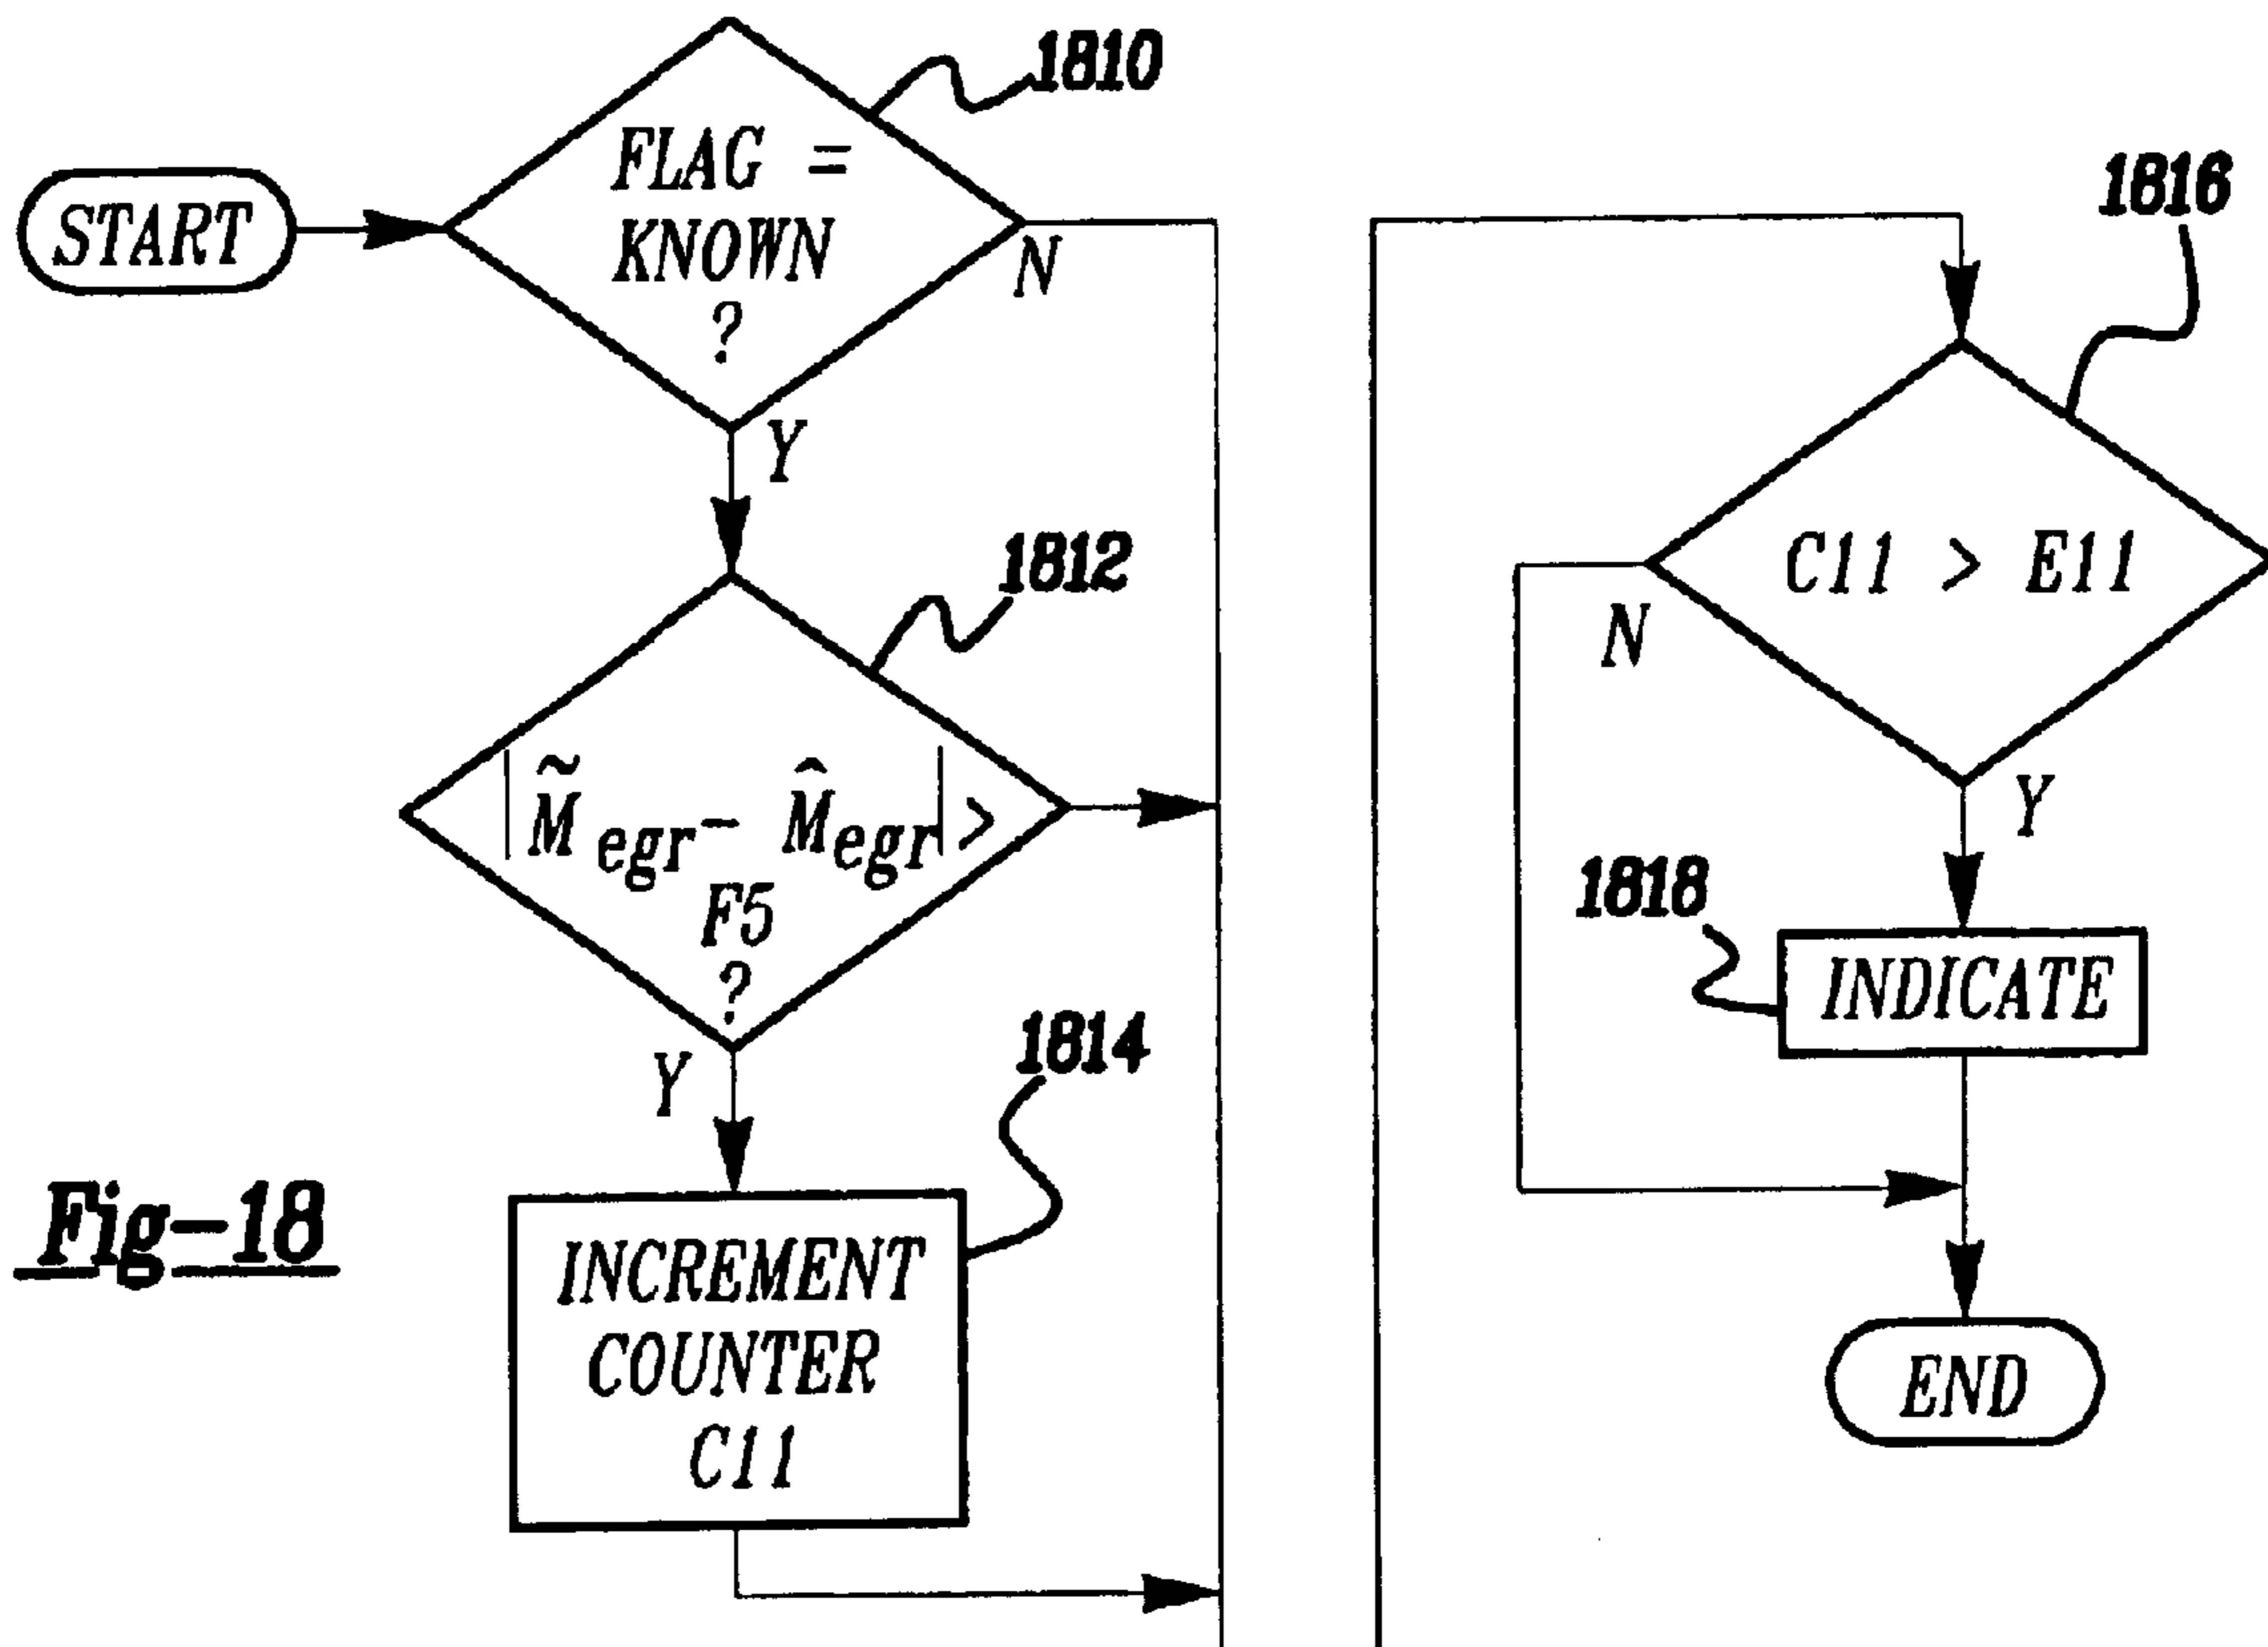 START
FLAG =
KNOWN
?
N
1810
Y
1812
| M̃ egr - M̂ egr | >
F5
?
Y
1814
INCREMENT
COUNTER
C11
Fig-18
1816
C11 > E11
N
Y
1818
INDICATE
END